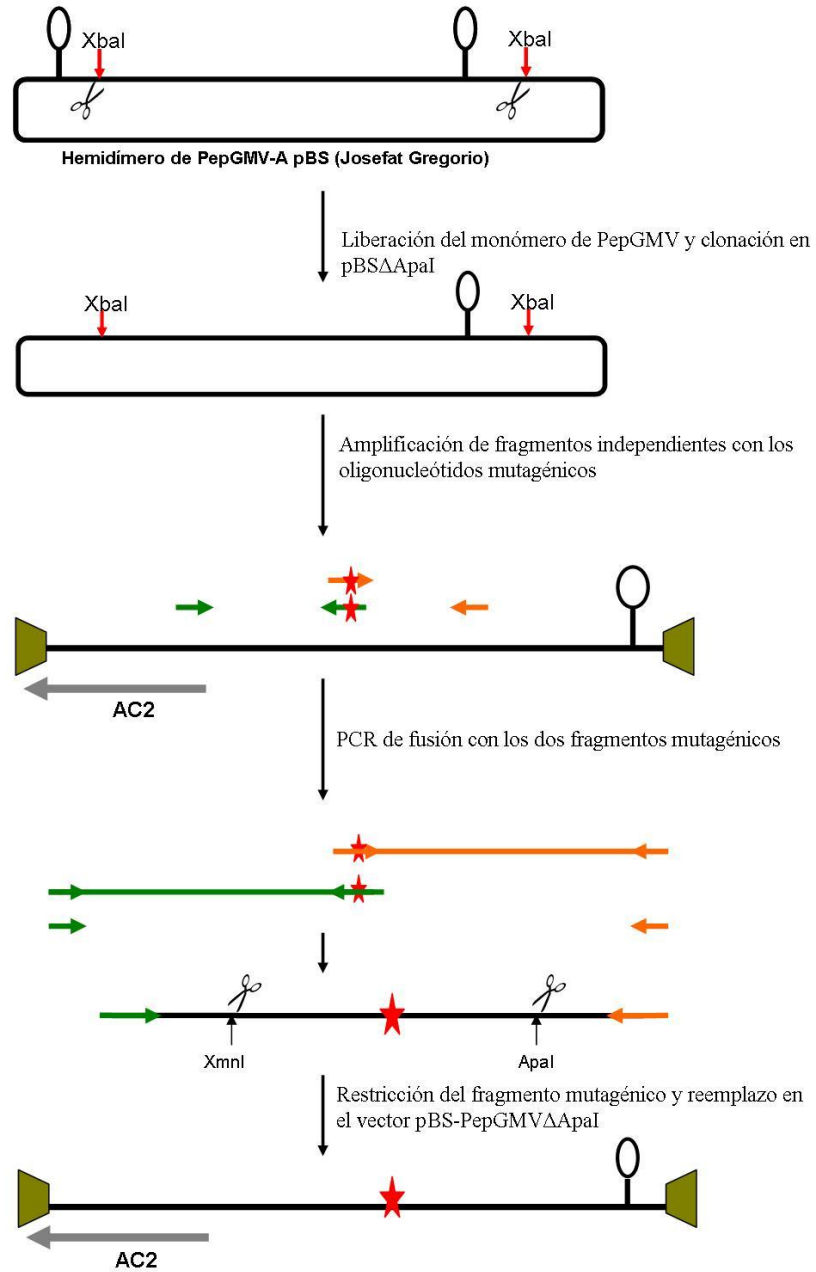 XbaI
XbaI
Hemidímero de PepGMV-A pBS (Josefat Gregorio)
Liberación del monómero de PepGMV y clonación en
pBSΔApaI
XbaI
XbaI
Amplificación de fragmentos independientes con los
oligonucleótidos mutagénicos
AC2
PCR de fusión con los dos fragmentos mutagénicos
XmnI
ApaI
Restricción del fragmento mutagénico y reemplazo en
el vector pBS-PepGMVΔApaI
AC2